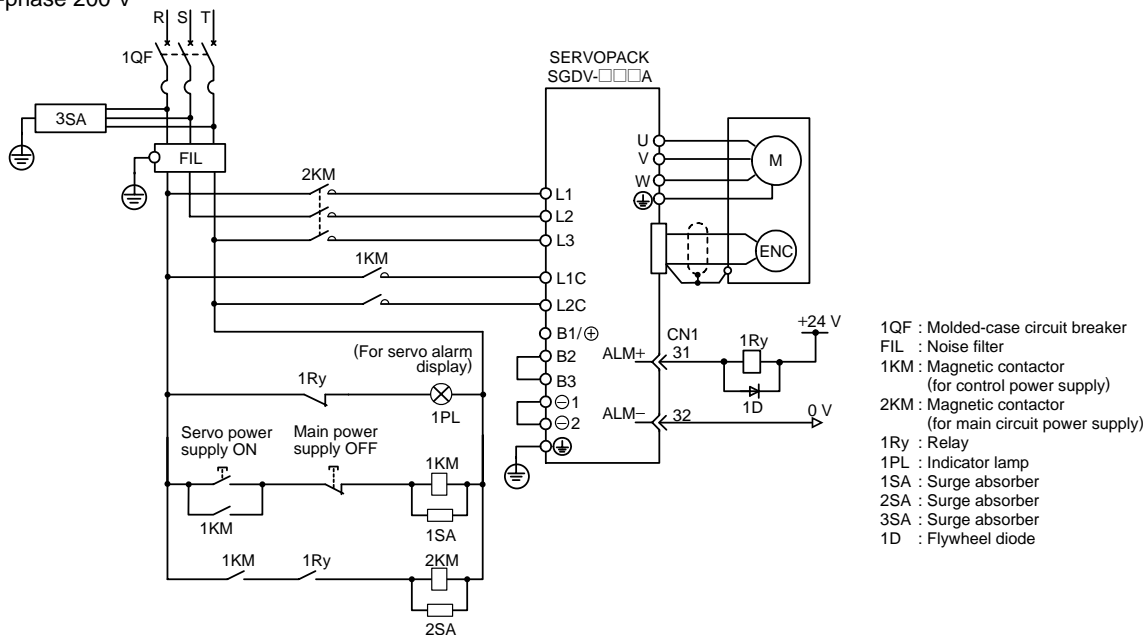 -phase 200 V
R S T
1QF
3SA
FIL
2KM
1KM
SERVOPACK
SGDV-□□□A
L1
L2
L3
L1C
L2C
B1/⊕
B2
B3
⊖1
⊖2
U
V
W
M
ENC
CN1
ALM+ 31
1Ry
+24 V
1D
ALM− 32
0 V
(For servo alarm
display)
1Ry
1PL
Servo power
supply ON
Main power
supply OFF
1KM
1KM
1SA
1KM
1Ry
2KM
2SA
1QF : Molded-case circuit breaker
FIL : Noise filter
1KM : Magnetic contactor
(for control power supply)
2KM : Magnetic contactor
(for main circuit power supply)
1Ry : Relay
1PL : Indicator lamp
1SA : Surge absorber
2SA : Surge absorber
3SA : Surge absorber
1D : Flywheel diode